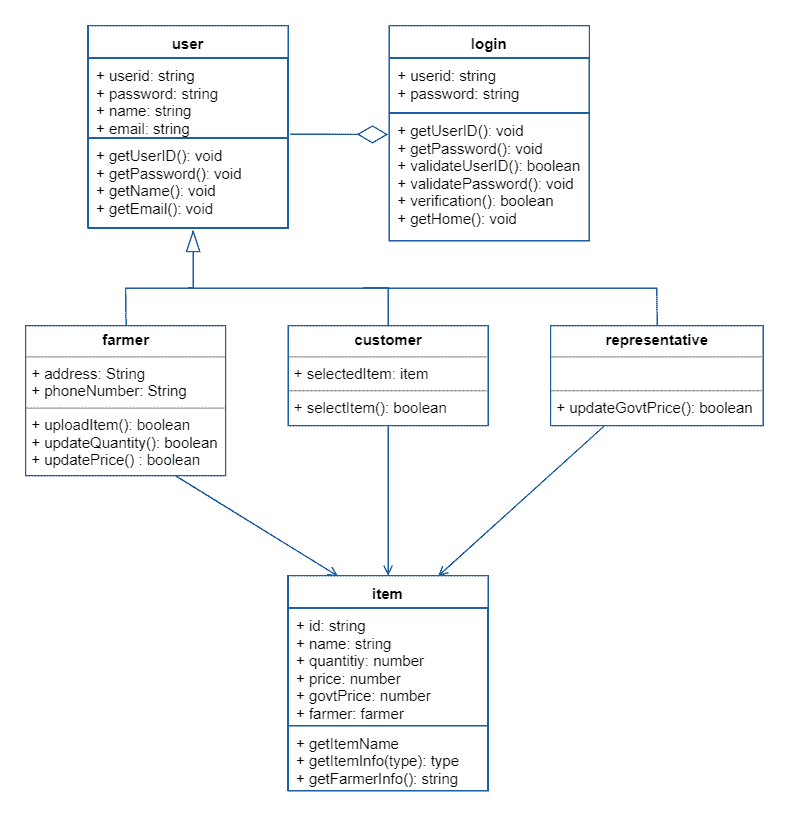 user
+ userid: string
+ password: string
+ name: string
+ email: string
+ getUserID(): void
+ getPassword(): void
+ getName(): void
+ getEmail(): void
login
+ userid: string
+ password: string
+ getUserID(): void
+ getPassword(): void
+ validateUserID(): boolean
+ validatePassword(): void
+ verification(): boolean
+ getHome(): void
farmer
+ address: String
+ phoneNumber: String
+ uploadItem(): boolean
+ updateQuantity(): boolean
+ updatePrice() : boolean
customer
+ selectedItem: item
+ selectItem(): boolean
representative
+ updateGovtPrice(): boolean
item
+ id: string
+ name: string
+ quantitiy: number
+ price: number
+ govtPrice: number
+ farmer: farmer
+ getItemName
+ getItemInfo(type): type
+ getFarmerInfo(): string